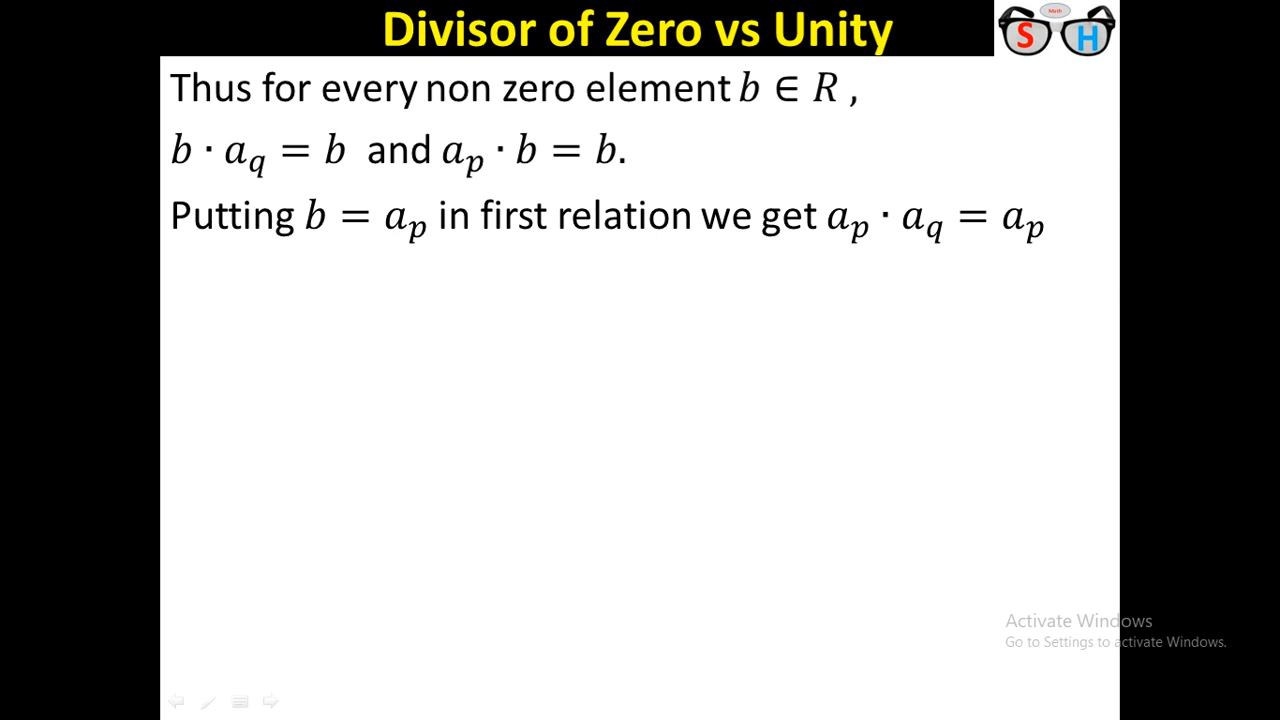 Divisor of Zero vs Unity
Math
S H
Thus for every non zero element b ∈ R ,
b · a_q = b and a_p · b = b.
Putting b = a_p in first relation we get a_p · a_q = a_p
Activate Windows
Go to Settings to activate Windows.